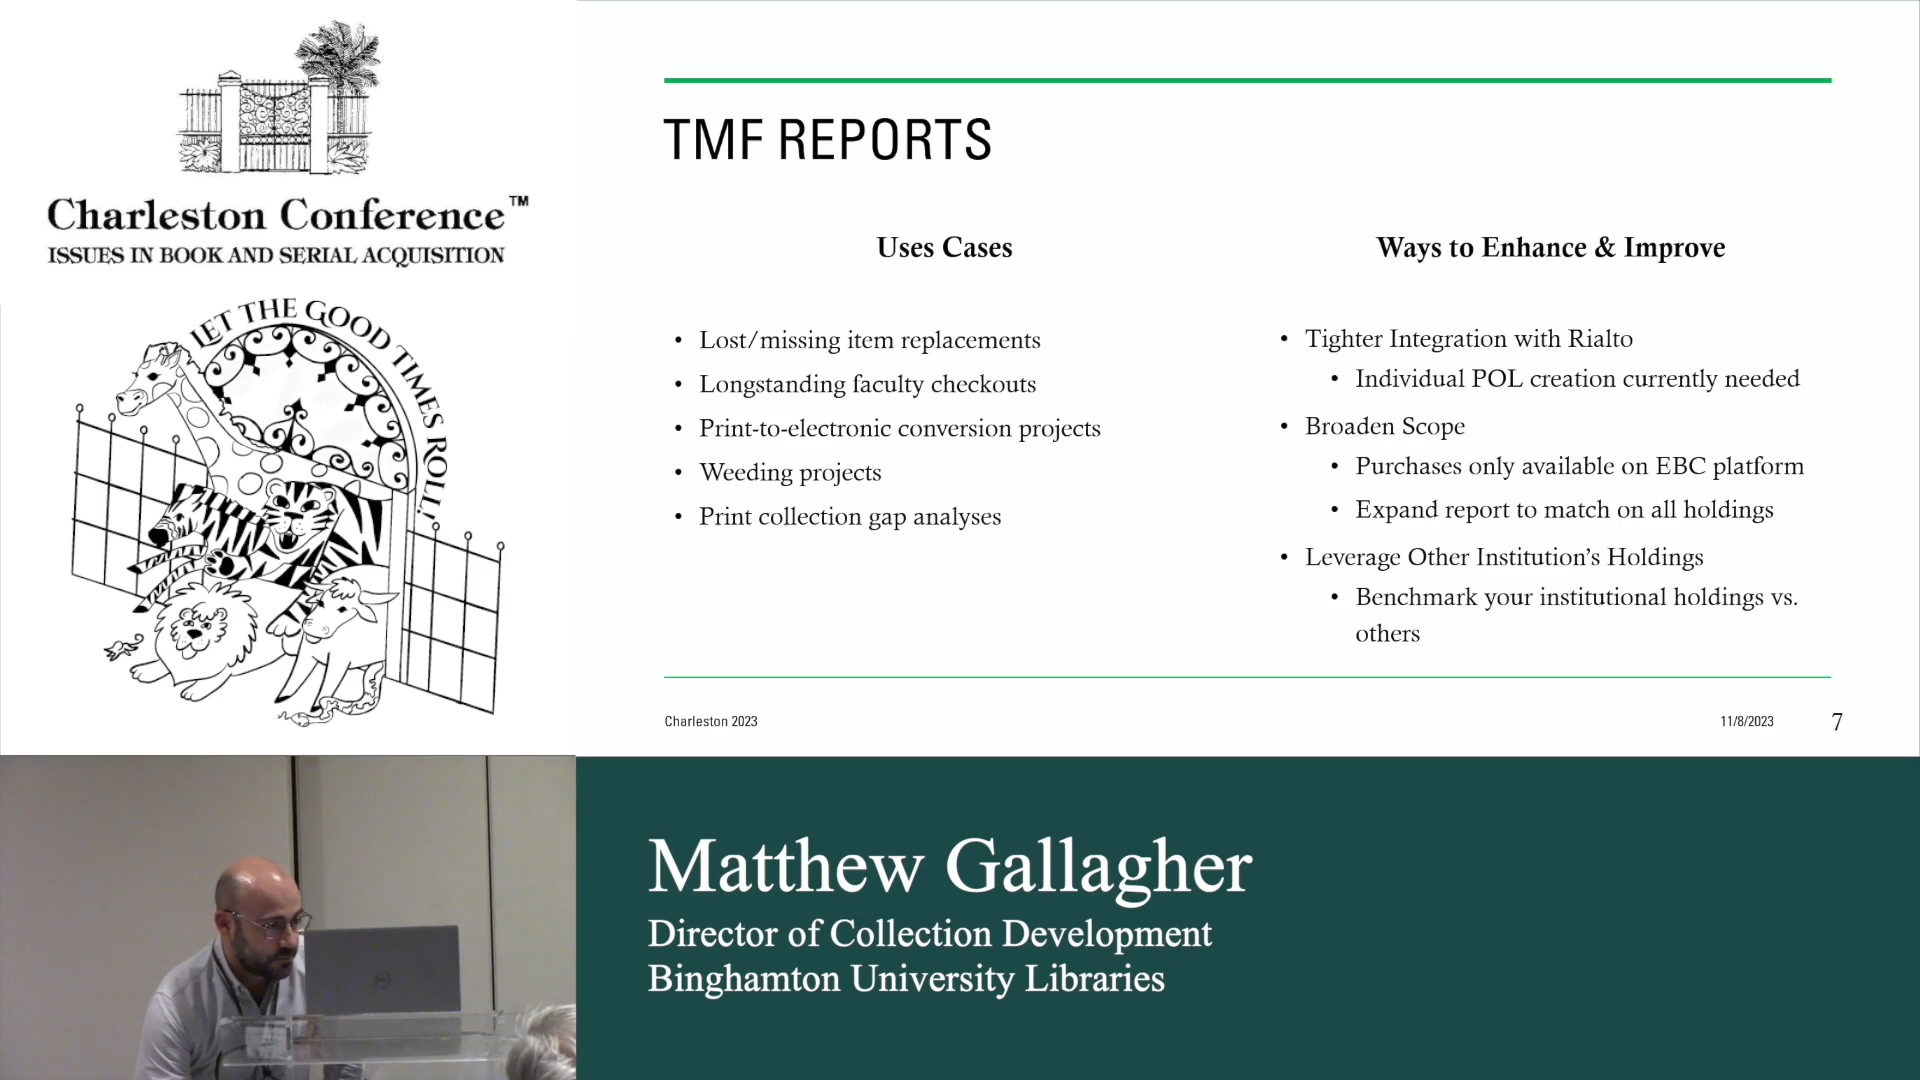 Charleston Conference™
ISSUES IN BOOK AND SERIAL ACQUISITION
LET THE GOOD TIMES ROLL!
TMF REPORTS
Uses Cases
• Lost/missing item replacements
• Longstanding faculty checkouts
• Print-to-electronic conversion projects
• Weeding projects
• Print collection gap analyses
Ways to Enhance & Improve
• Tighter Integration with Rialto
• Individual POL creation currently needed
• Broaden Scope
• Purchases only available on EBC platform
• Expand report to match on all holdings
• Leverage Other Institution’s Holdings
• Benchmark your institutional holdings vs.
others
Charleston 2023
11/8/2023
7
Matthew Gallagher
Director of Collection Development
Binghamton University Libraries